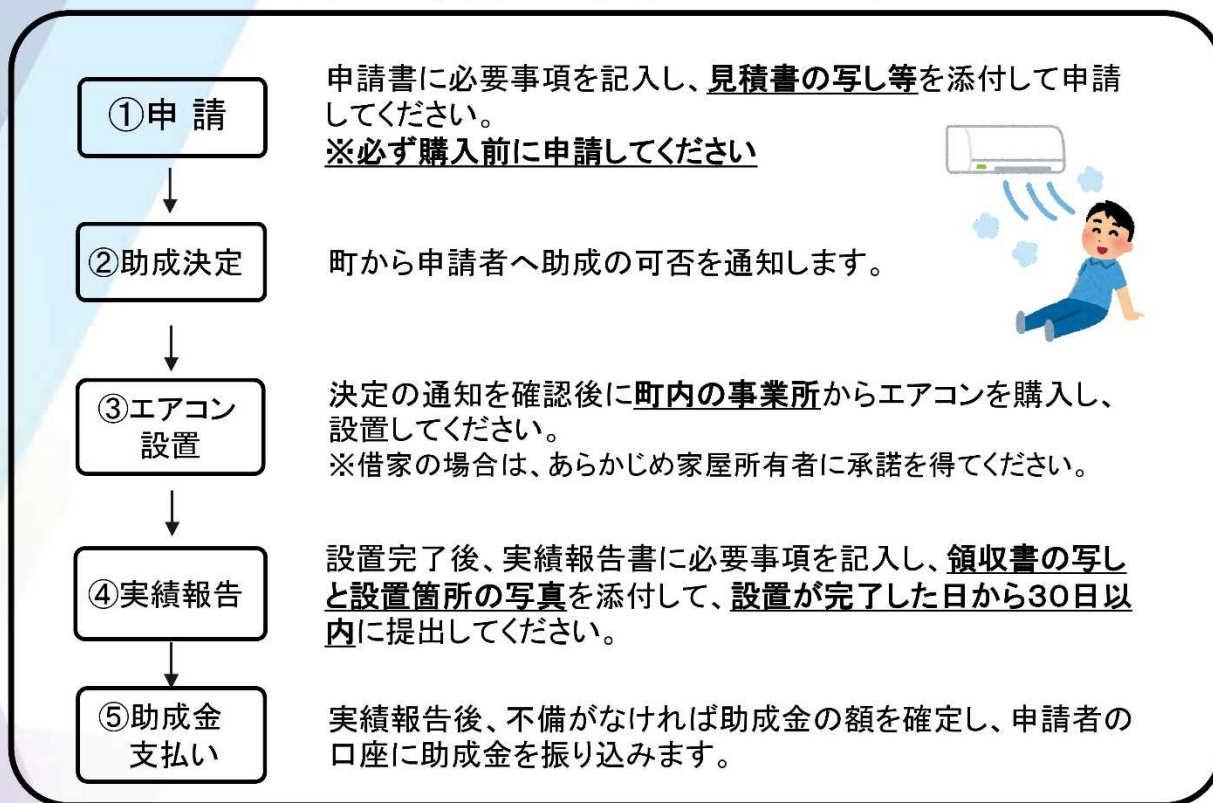 ①申 請
申請書に必要事項を記入し、見積書の写し等を添付して申請
してください。
※必ず購入前に申請してください
②助成決定
町から申請者へ助成の可否を通知します。
③エアコン
設置
決定の通知を確認後に町内の事業所からエアコンを購入し、
設置してください。
※借家の場合は、あらかじめ家屋所有者に承諾を得てください。
④実績報告
設置完了後、実績報告書に必要事項を記入し、領収書の写し
と設置箇所の写真を添付して、設置が完了した日から30日以
内に提出してください。
⑤助成金
支払い
実績報告後、不備がなければ助成金の額を確定し、申請者の
口座に助成金を振り込みます。